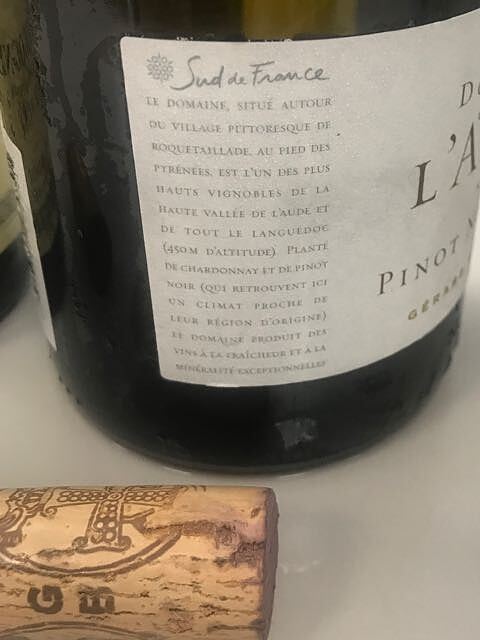 Sud de France
LE DOMAINE, SITUÉ AUTOUR
DU VILLAGE PITTORESQUE DE
ROQUETAILLADE, AU PIED DES
PYRÉNÉES, EST L'UN DES PLUS
HAUTS VIGNOBLES DE LA
HAUTE VALLÉE DE L'AUDE ET
DE TOUT LE LANGUEDOC
(450M D'ALTITUDE). PLANTÉ
DE CHARDONNAY ET DE PINOT
NOIR (QUI RETROUVENT ICI
UN CLIMAT PROCHE DE
LEUR RÉGION D'ORIGINE)
LE DOMAINE PRODUIT DES
VINS À LA FRAÎCHEUR ET À LA
MINÉRALITÉ EXCEPTIONNELLES
L'A
PINOT
GÉRARD
G
B